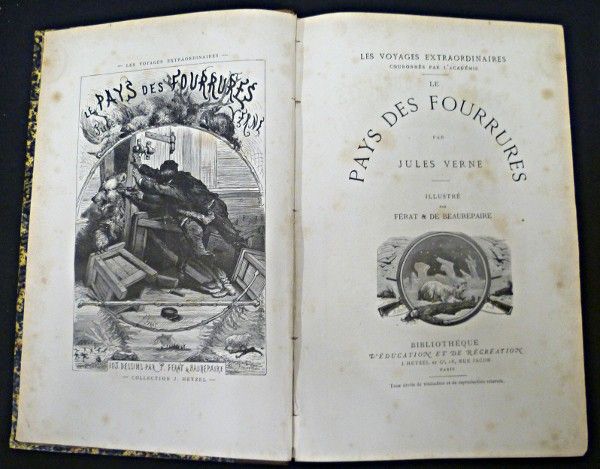 — LES VOYAGES EXTRAORDINAIRES —
LE PAYS DES FOURRURES
PAR
J. VERNE
103 DESSINS PAR F. FERAT & BEAUREPAIRE
— COLLECTION J. HETZEL —
LES VOYAGES EXTRAORDINAIRES
COURONNÉS PAR L'ACADÉMIE
LE
PAYS DES FOURRURES
PAR
JULES VERNE
ILLUSTRÉ
PAR
FÉRAT & DE BEAUREPAIRE
BIBLIOTHÈQUE
D'ÉDUCATION ET DE RÉCRÉATION
J. HETZEL ET Cie, 18, RUE JACOB
PARIS
Tous droits de traduction et de reproduction réservés.